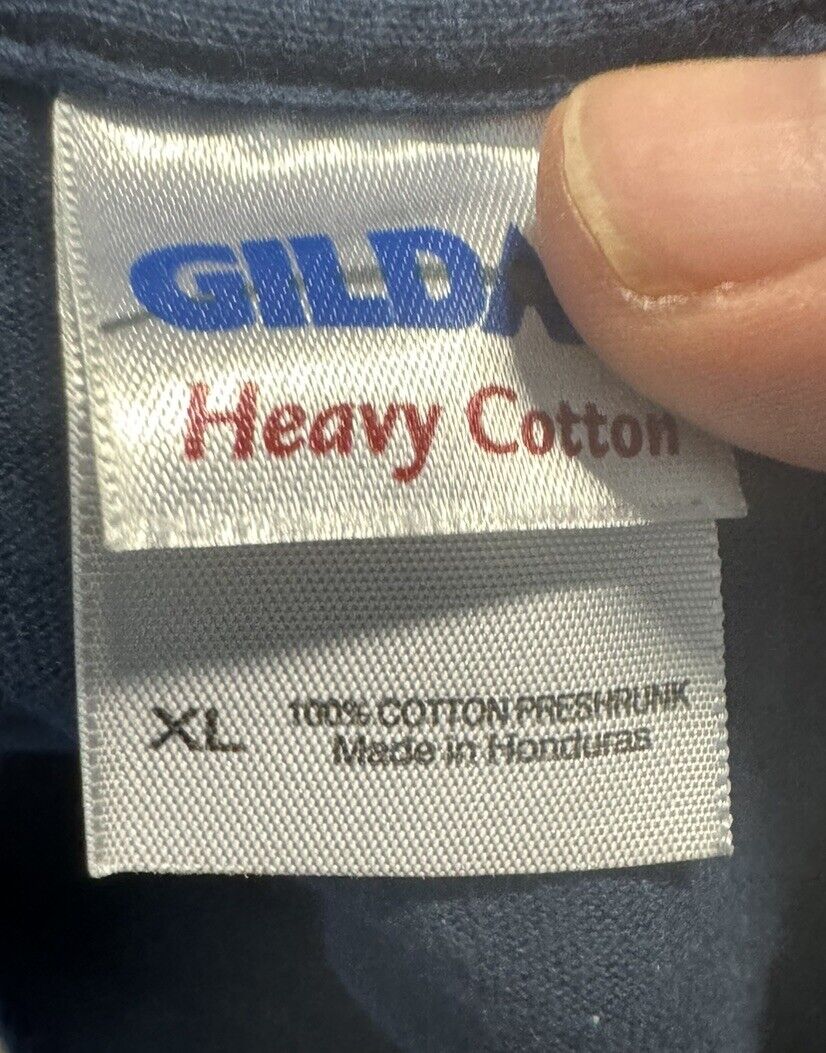 GILDA
Heavy Cotton
XL 100% COTTON PRESHRUNK
Made in Honduras